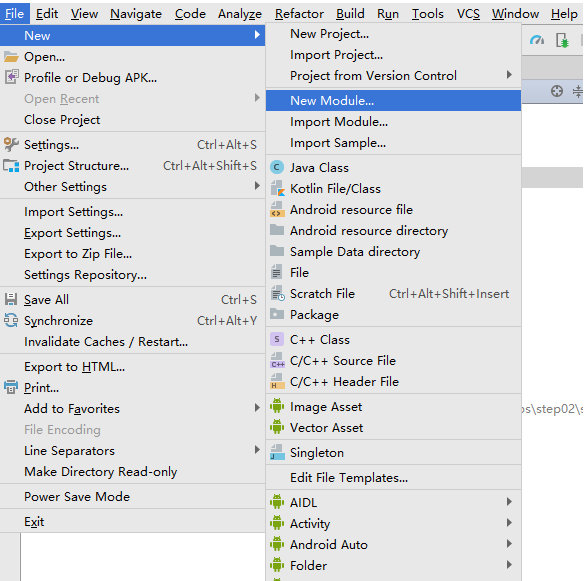 File Edit View Navigate Code Analyze Refactor Build Run Tools VCS Window Help
New
Open...
Profile or Debug APK...
Open Recent
Close Project
Settings... Ctrl+Alt+S
Project Structure... Ctrl+Alt+Shift+S
Other Settings
Import Settings...
Export Settings...
Export to Zip File...
Settings Repository...
Save All Ctrl+S
Synchronize Ctrl+Alt+Y
Invalidate Caches / Restart...
Export to HTML...
Print...
Add to Favorites
File Encoding
Line Separators
Make Directory Read-only
Power Save Mode
Exit
New Project...
Import Project...
Project from Version Control
New Module...
Import Module...
Import Sample...
Java Class
Kotlin File/Class
Android resource file
Android resource directory
Sample Data directory
File
Scratch File Ctrl+Alt+Shift+Insert
Package
C++ Class
C/C++ Source File
C/C++ Header File
Image Asset
Vector Asset
Singleton
Edit File Templates...
AIDL
Activity
Android Auto
Folder